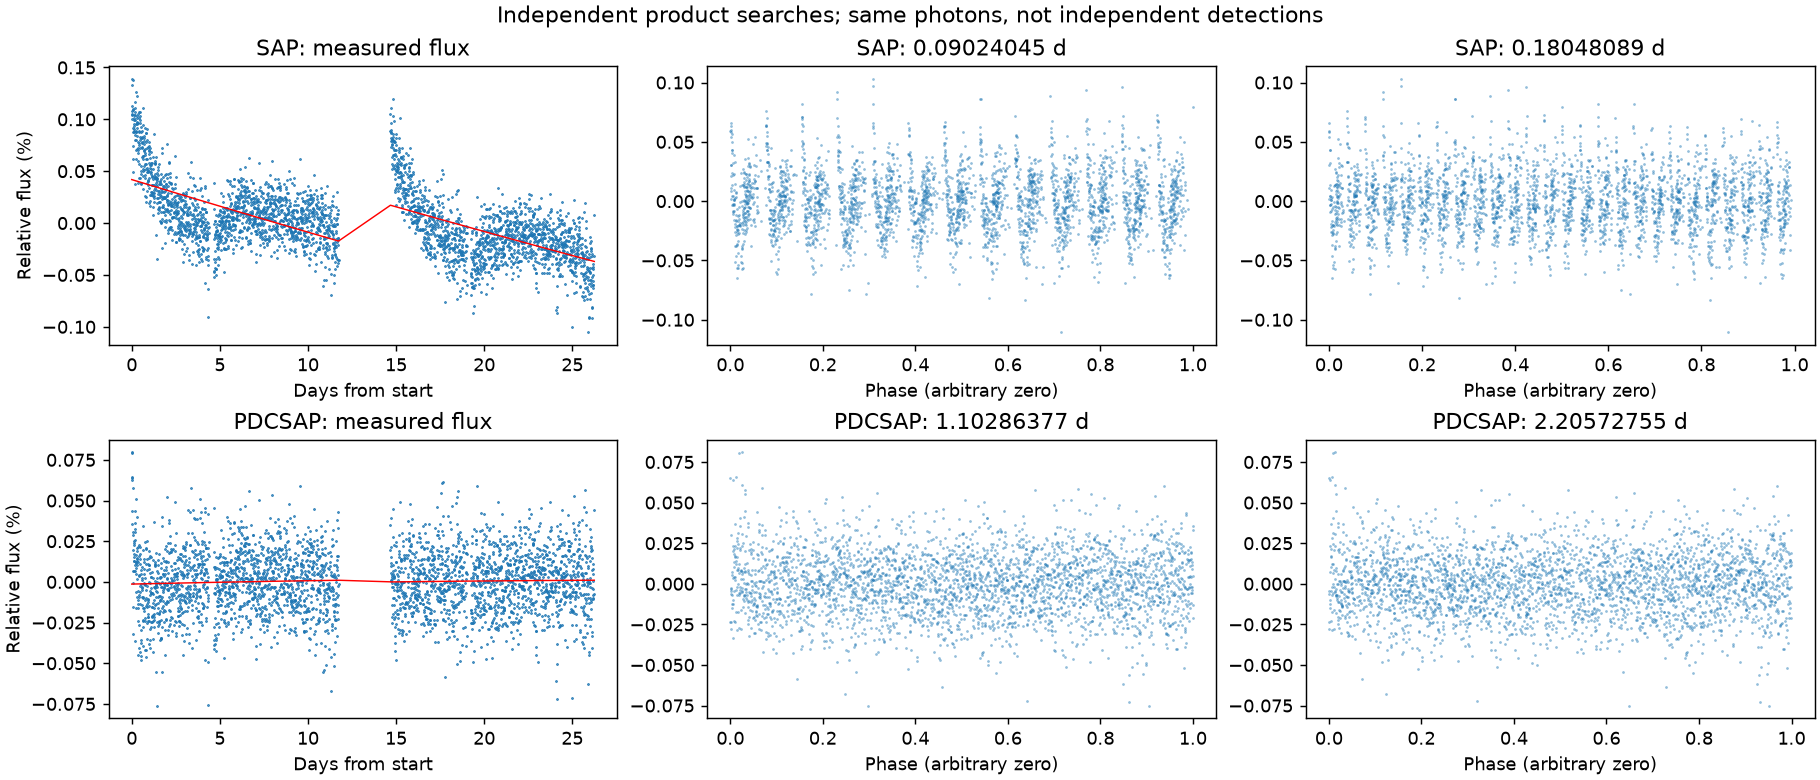 Independent product searches; same photons, not independent detections
SAP: measured flux
SAP: 0.09024045 d
SAP: 0.18048089 d
Relative flux (%)
0.15
0.10
0.05
0.00
−0.05
−0.10
0 5 10 15 20 25
Days from start
0.10
0.05
0.00
−0.05
−0.10
0.0 0.2 0.4 0.6 0.8 1.0
Phase (arbitrary zero)
0.10
0.05
0.00
−0.05
−0.10
0.0 0.2 0.4 0.6 0.8 1.0
Phase (arbitrary zero)
PDCSAP: measured flux
PDCSAP: 1.10286377 d
PDCSAP: 2.20572755 d
Relative flux (%)
0.075
0.050
0.025
0.000
−0.025
−0.050
−0.075
0 5 10 15 20 25
Days from start
0.075
0.050
0.025
0.000
−0.025
−0.050
−0.075
0.0 0.2 0.4 0.6 0.8 1.0
Phase (arbitrary zero)
0.075
0.050
0.025
0.000
−0.025
−0.050
−0.075
0.0 0.2 0.4 0.6 0.8 1.0
Phase (arbitrary zero)